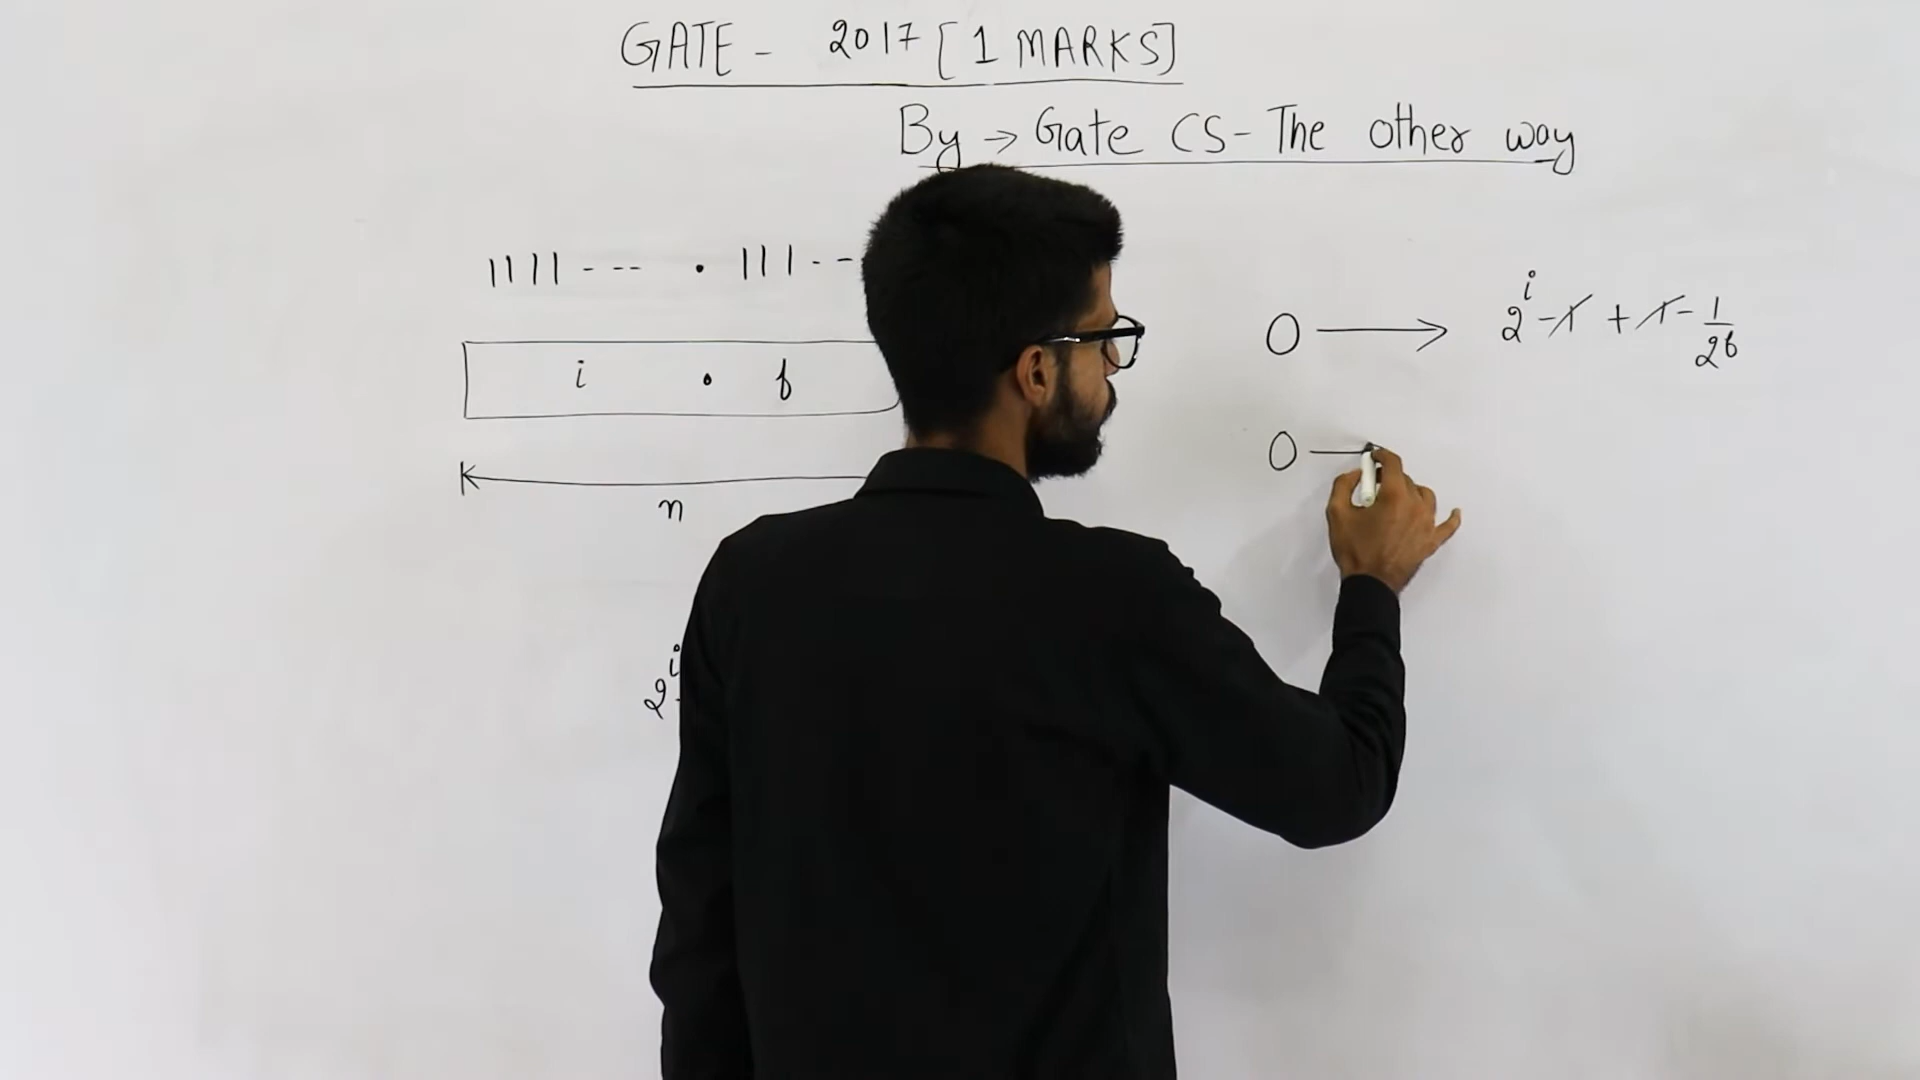 GATE - 2017 [1 MARKS]
By → Gate CS - The other way
1111 --- . 111 --
i . f
n
2^i
0 → 2^i - 1 + 1 - 1/2^f
0 —